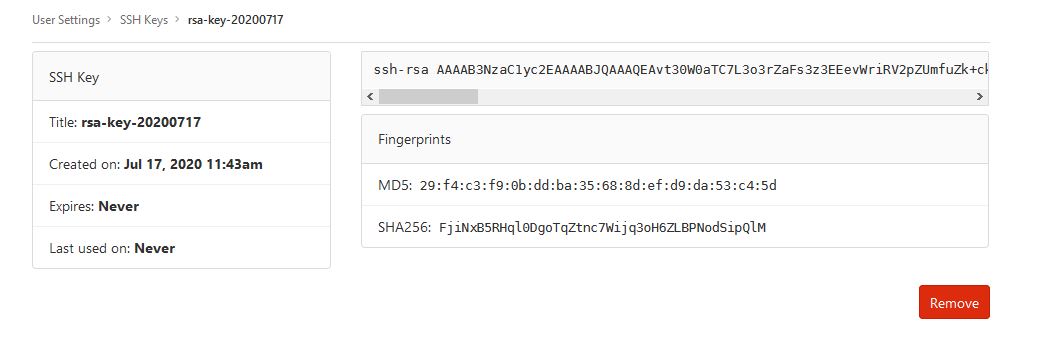 User Settings > SSH Keys > rsa-key-20200717
SSH Key
Title: rsa-key-20200717
Created on: Jul 17, 2020 11:43am
Expires: Never
Last used on: Never
ssh-rsa AAAAB3NzaC1yc2EAAAABJQAAAQEAvt30W0aTC7L3o3rZaFs3z3EEevWriRV2pZUmfuZk+ck
Fingerprints
MD5: 29:f4:c3:f9:0b:dd:ba:35:68:8d:ef:d9:da:53:c4:5d
SHA256: FjiNxB5RHql0DgoTqZtnc7Wijq3oH6ZLBPNodSipQlM
Remove